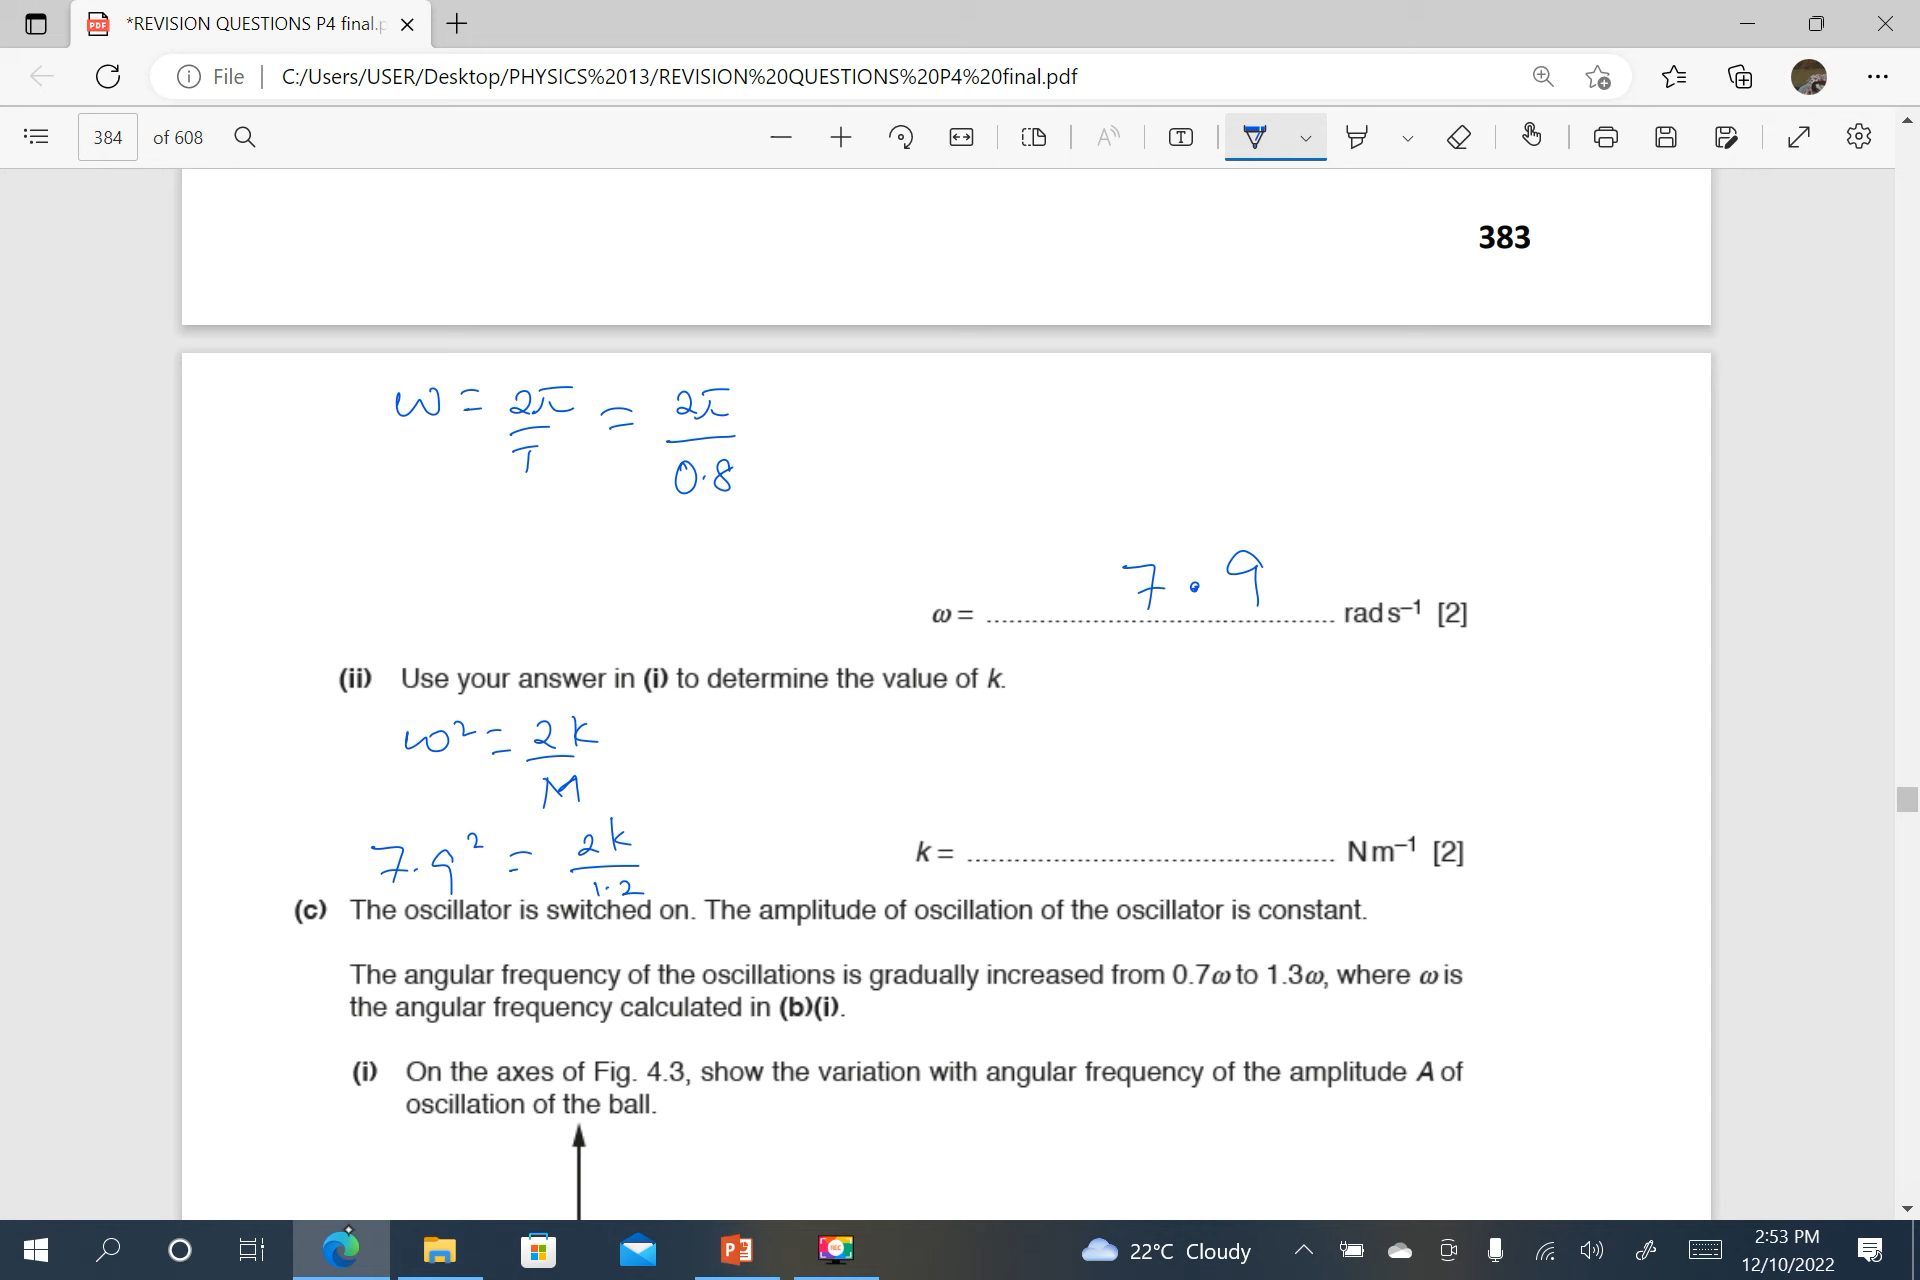 *REVISION QUESTIONS P4 final.p
File C:/Users/USER/Desktop/PHYSICS%2013/REVISION%20QUESTIONS%20P4%20final.pdf
384 of 608
383
ω = 2π/T = 2π/0.8
7.9
ω = ........................................ rad s⁻¹ [2]
(ii) Use your answer in (i) to determine the value of k.
ω² = 2k/M
7.9² = 2k/1.2
k = ........................................ N m⁻¹ [2]
(c) The oscillator is switched on. The amplitude of oscillation of the oscillator is constant.
The angular frequency of the oscillations is gradually increased from 0.7ω to 1.3ω, where ω is
the angular frequency calculated in (b)(i).
(i) On the axes of Fig. 4.3, show the variation with angular frequency of the amplitude A of
oscillation of the ball.
22°C Cloudy
2:53 PM
12/10/2022